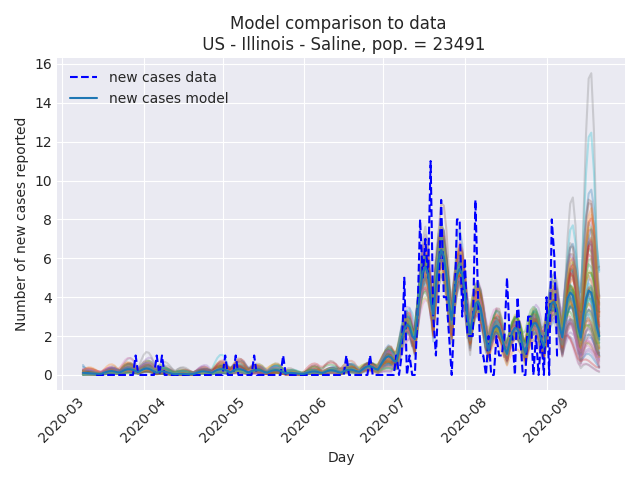 Model comparison to data
US - Illinois - Saline, pop. = 23491
new cases data
new cases model
Number of new cases reported
16
14
12
10
8
6
4
2
0
2020-03
2020-04
2020-05
2020-06
2020-07
2020-08
2020-09
Day